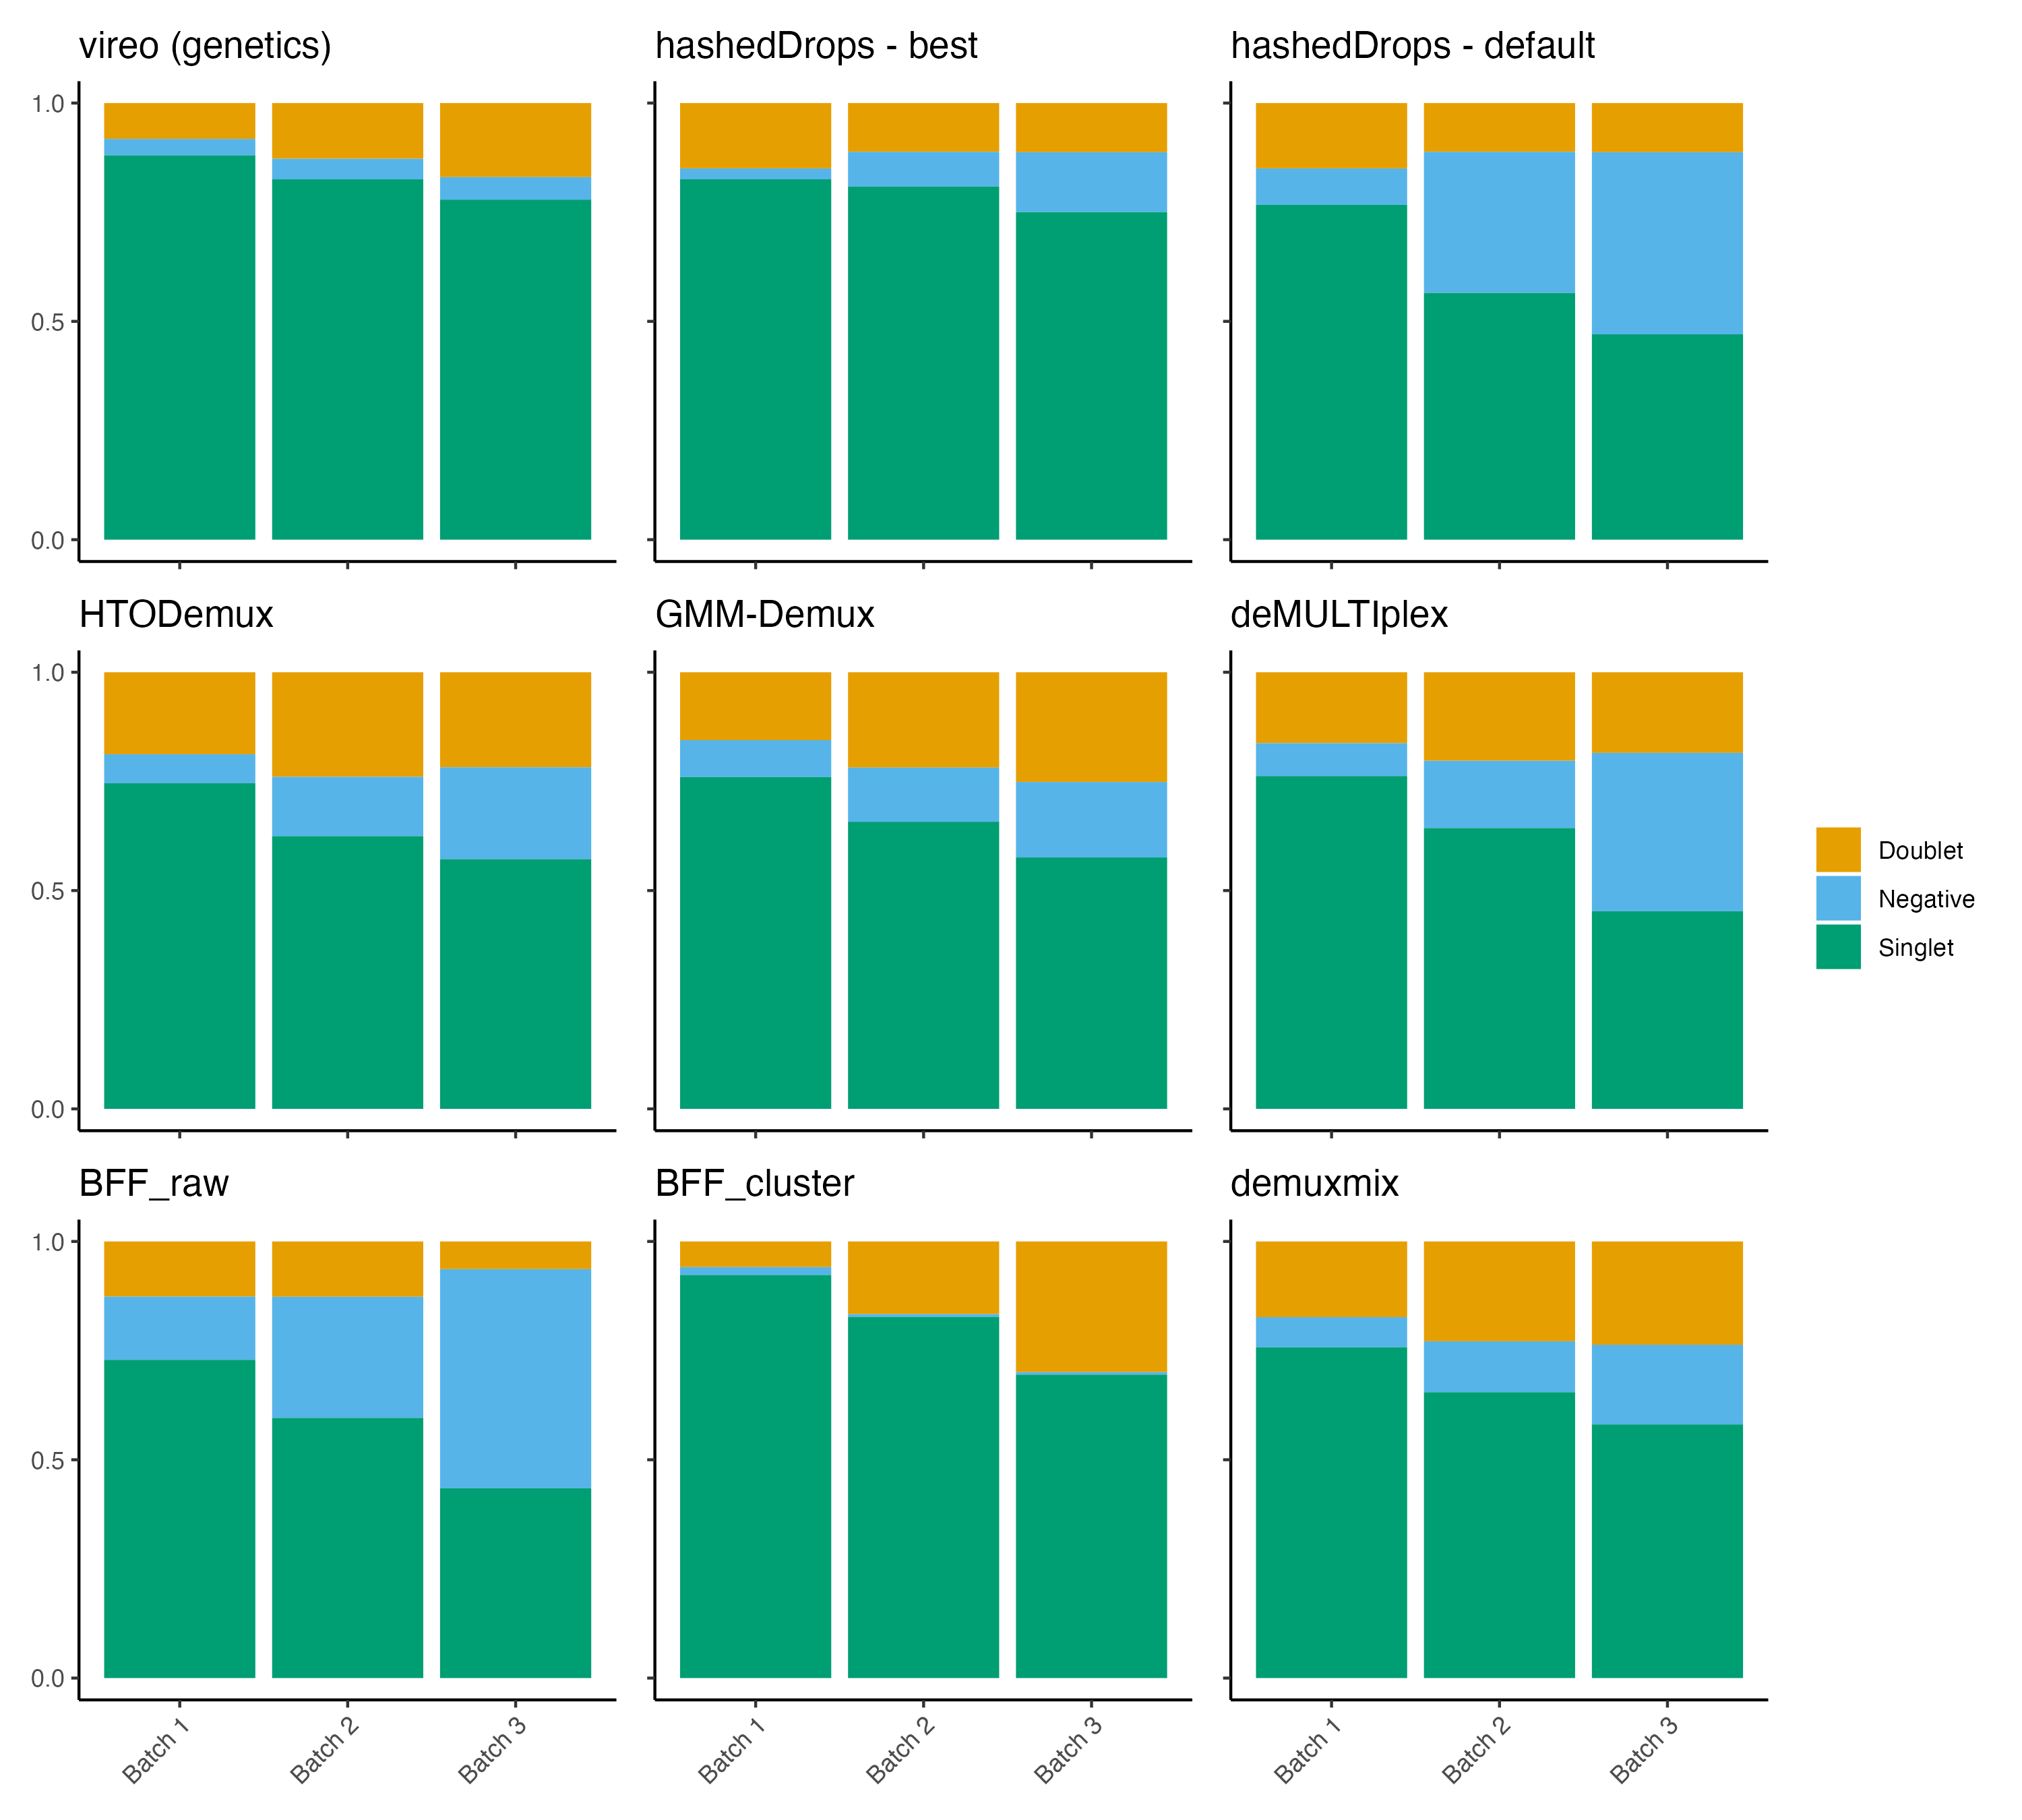 vireo (genetics)
hashedDrops - best
hashedDrops - default
1.0
0.5
0.0
HTODemux
GMM-Demux
deMULTIplex
1.0
0.5
0.0
Doublet
Negative
Singlet
BFF_raw
BFF_cluster
demuxmix
1.0
0.5
0.0
Batch 1
Batch 2
Batch 3
Batch 1
Batch 2
Batch 3
Batch 1
Batch 2
Batch 3